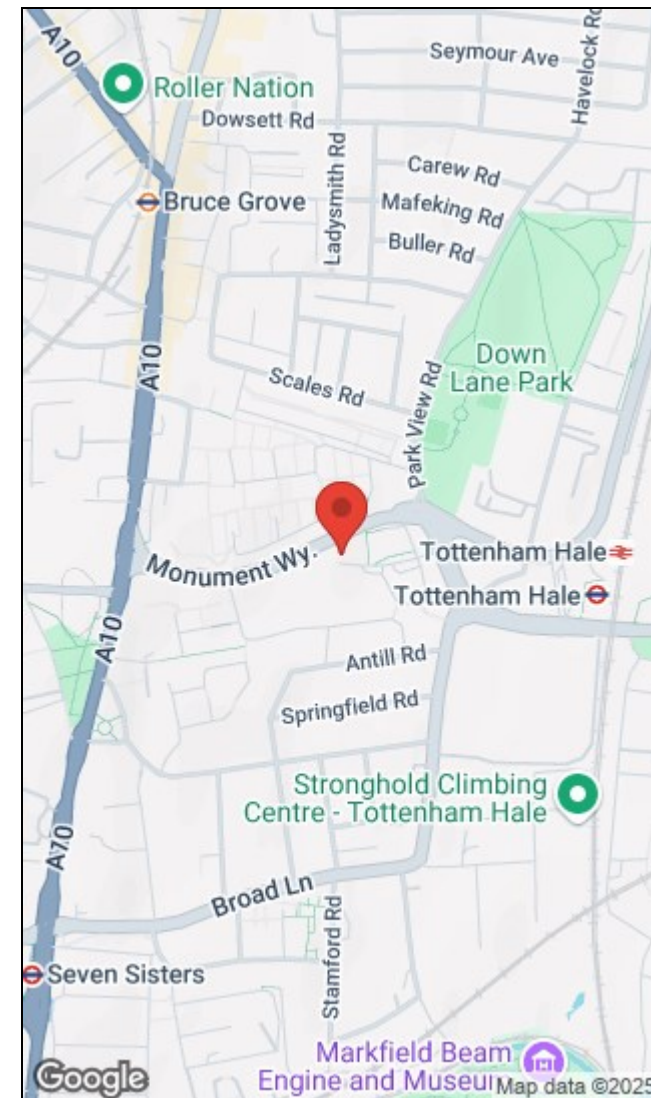 A10
Seymour Ave
Havelock Rd
Roller Nation
Dowsett Rd
Ladysmith Rd
Carew Rd
Bruce Grove
Mafeking Rd
Buller Rd
A10
Down
Lane Park
Scales Rd
Park View Rd
Monument Wy.
Tottenham Hale
Tottenham Hale
A10
Antill Rd
Springfield Rd
Stronghold Climbing
Centre - Tottenham Hale
A10
Broad Ln
Stamford Rd
Seven Sisters
Markfield Beam
Engine and Museu
Google
Map data ©2025